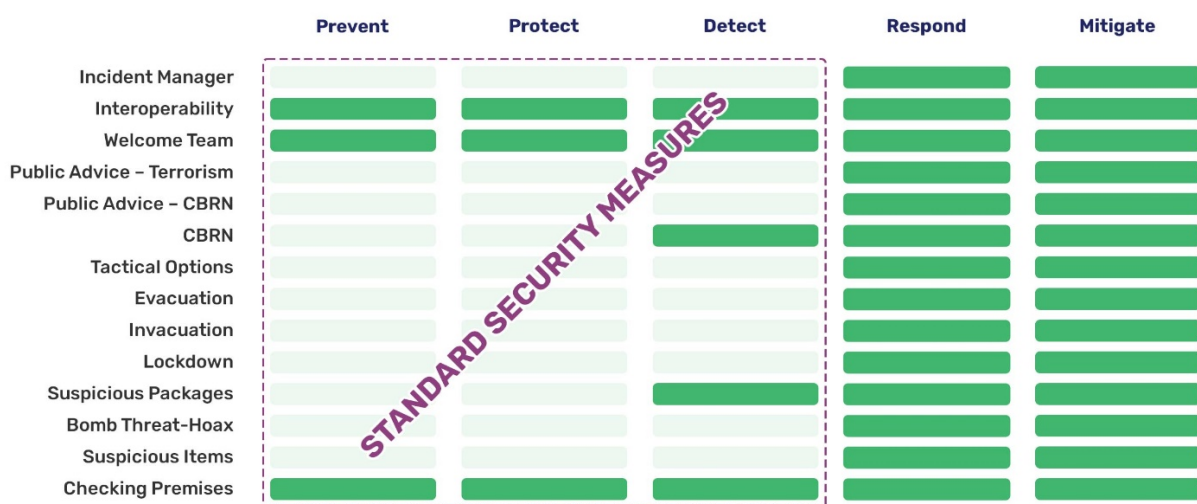 Prevent Protect Detect Respond Mitigate
Incident Manager
Interoperability
Welcome Team
Public Advice – Terrorism
Public Advice – CBRN
CBRN
Tactical Options
Evacuation
Invacuation
Lockdown
Suspicious Packages
Bomb Threat-Hoax
Suspicious Items
Checking Premises
STANDARD SECURITY MEASURES